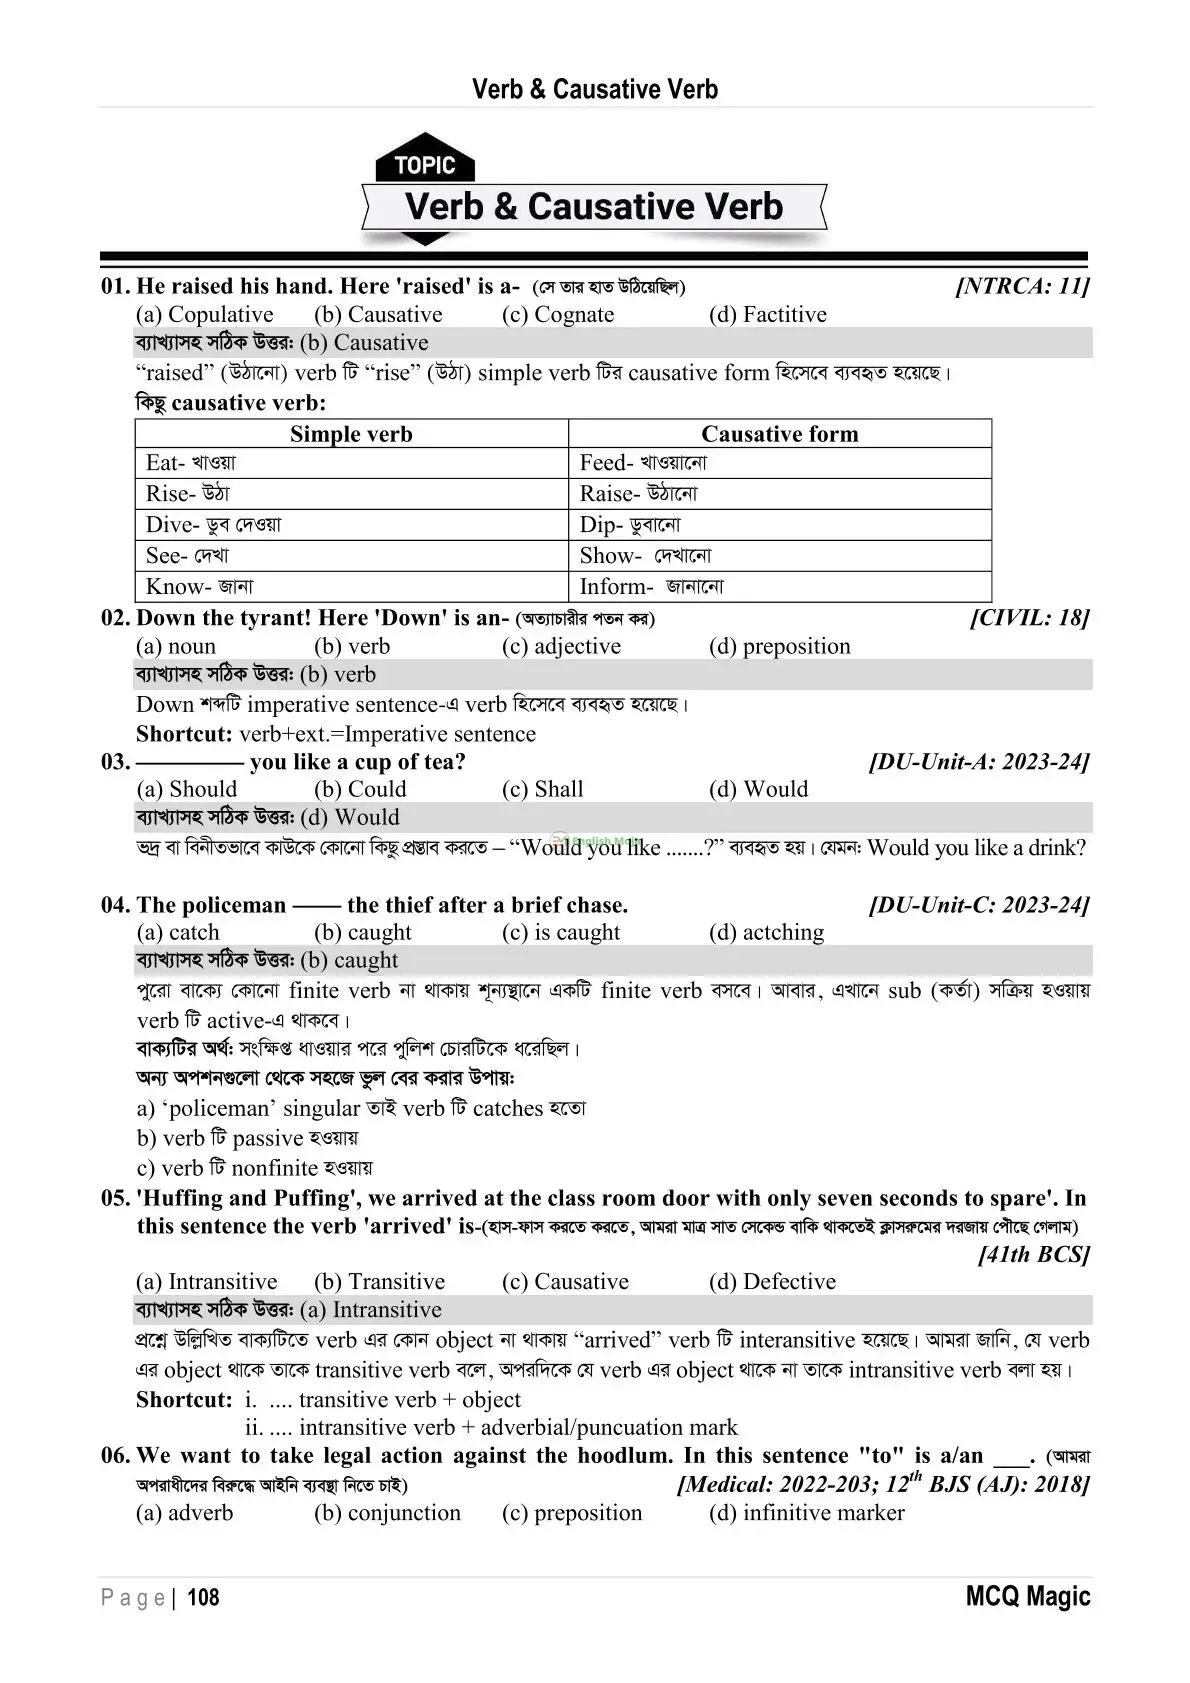 Verb & Causative Verb
TOPIC
Verb & Causative Verb
01. He raised his hand. Here 'raised' is a- (সে তার হাত উঠিয়েছিল) [NTRCA: 11]
(a) Copulative (b) Causative (c) Cognate (d) Factitive
ব্যাখ্যাসহ সঠিক উত্তর: (b) Causative
“raised” (উঠানো) verb টি “rise” (উঠা) simple verb টির causative form হিসেবে ব্যবহৃত হয়েছে।
কিছু causative verb:
Simple verb Causative form
Eat- খাওয়া Feed- খাওয়ানো
Rise- উঠা Raise- উঠানো
Dive- ডুব দেওয়া Dip- ডুবানো
See- দেখা Show- দেখানো
Know- জানা Inform- জানানো
02. Down the tyrant! Here 'Down' is an- (অত্যাচারীর পতন কর) [CIVIL: 18]
(a) noun (b) verb (c) adjective (d) preposition
ব্যাখ্যাসহ সঠিক উত্তর: (b) verb
Down শব্দটি imperative sentence-এ verb হিসেবে ব্যবহৃত হয়েছে।
Shortcut: verb+ext.=Imperative sentence
03. ————– you like a cup of tea? [DU-Unit-A: 2023-24]
(a) Should (b) Could (c) Shall (d) Would
ব্যাখ্যাসহ সঠিক উত্তর: (d) Would
ভদ্র বা বিনীতভাবে কাউকে কোনো কিছু প্রস্তাব করতে – “Would you like .......?” ব্যবহৃত হয়। যেমন: Would you like a drink?
04. The policeman —— the thief after a brief chase. [DU-Unit-C: 2023-24]
(a) catch (b) caught (c) is caught (d) actching
ব্যাখ্যাসহ সঠিক উত্তর: (b) caught
পুরো বাক্যে কোনো finite verb না থাকায় শূন্যস্থানে একটি finite verb বসবে। আবার, এখানে sub (কর্তা) সক্রিয় হওয়ায়
verb টি active-এ থাকবে।
বাক্যটির অর্থ: সংক্ষিপ্ত ধাওয়ার পরে পুলিশ চোরটিকে ধরেছিল।
অন্য অপশনগুলো থেকে সহজে ভুল বের করার উপায়:
a) ‘policeman’ singular তাই verb টি catches হতো
b) verb টি passive হওয়ায়
c) verb টি nonfinite হওয়ায়
05. 'Huffing and Puffing', we arrived at the class room door with only seven seconds to spare'. In
this sentence the verb 'arrived' is-(হাস-ফাস করতে করতে, আমরা মাত্র সাত সেকেন্ড বাকি থাকতেই ক্লাসরুমের দরজায় পৌঁছে গেলাম)
[41th BCS]
(a) Intransitive (b) Transitive (c) Causative (d) Defective
ব্যাখ্যাসহ সঠিক উত্তর: (a) Intransitive
প্রশ্নে উল্লিখিত বাক্যটিতে verb এর কোন object না থাকায় “arrived” verb টি interansitive হয়েছে। আমরা জানি, যে verb
এর object থাকে তাকে transitive verb বলে, অপরদিকে যে verb এর object থাকে না তাকে intransitive verb বলা হয়।
Shortcut: i. .... transitive verb + object
ii. .... intransitive verb + adverbial/puncuation mark
06. We want to take legal action against the hoodlum. In this sentence "to" is a/an ___. (আমরা
অপরাধীদের বিরুদ্ধে আইনি ব্যবস্থা নিতে চাই) [Medical: 2022-203; 12th BJS (AJ): 2018]
(a) adverb (b) conjunction (c) preposition (d) infinitive marker
Page| 108 MCQ Magic